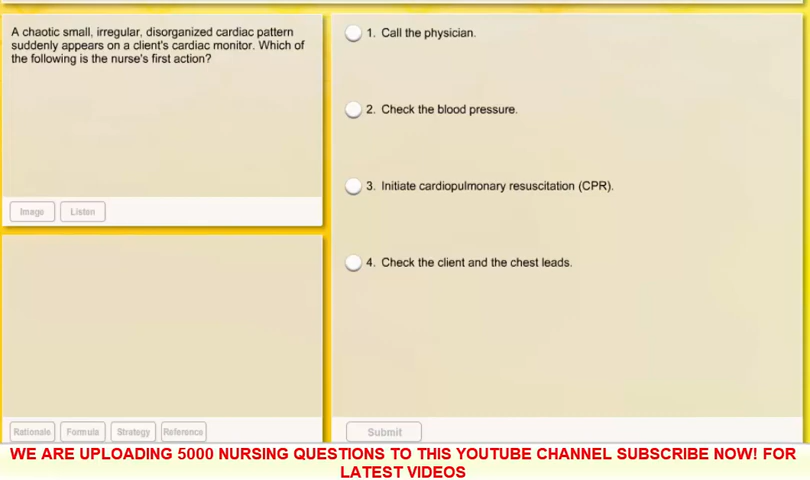 A chaotic small, irregular, disorganized cardiac pattern
suddenly appears on a client's cardiac monitor. Which of
the following is the nurse's first action?
Image
Listen
1. Call the physician.
2. Check the blood pressure.
3. Initiate cardiopulmonary resuscitation (CPR).
4. Check the client and the chest leads.
Rationale
Formula
Strategy
Reference
Submit
WE ARE UPLOADING 5000 NURSING QUESTIONS TO THIS YOUTUBE CHANNEL SUBSCRIBE NOW! FOR
LATEST VIDEOS